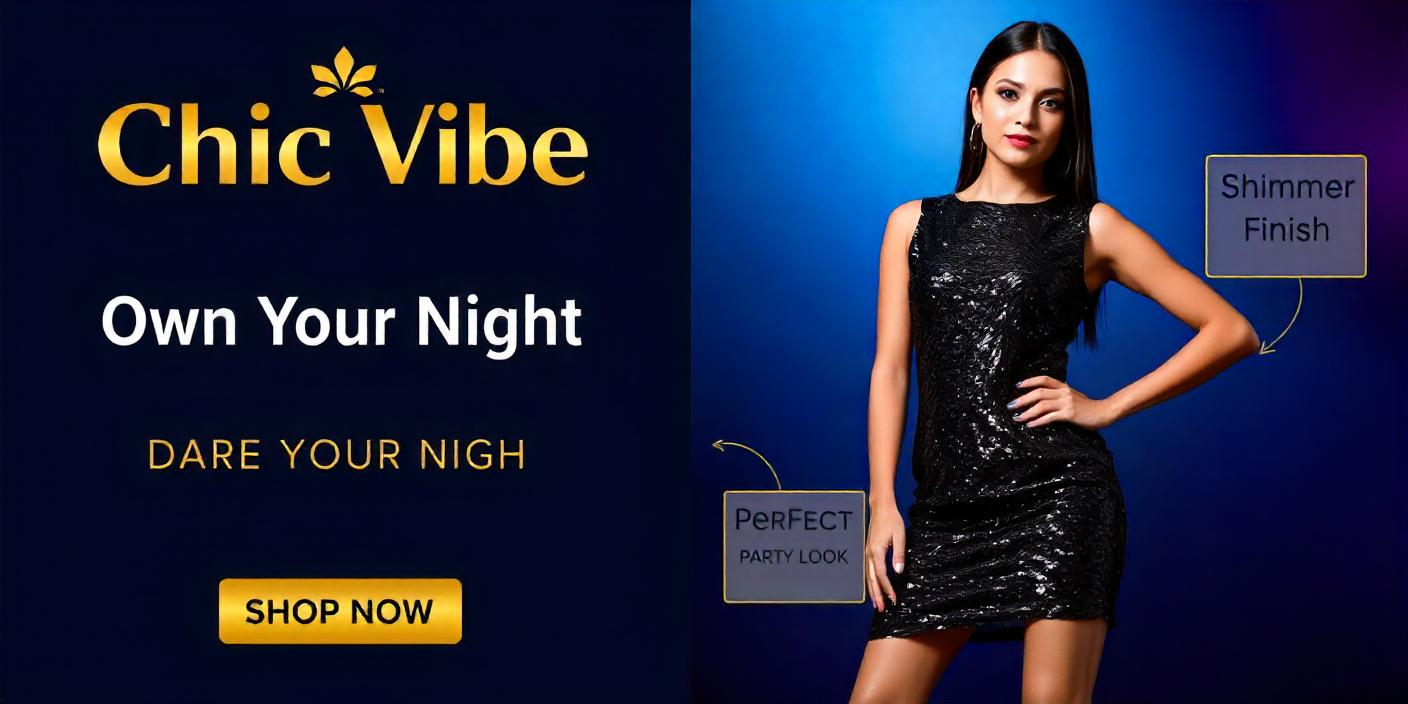 Chic Vibe
Own Your Night
DARE YOUR NIGH
SHOP NOW
Shimmer
Finish
PerFECT
PARTY LOOK